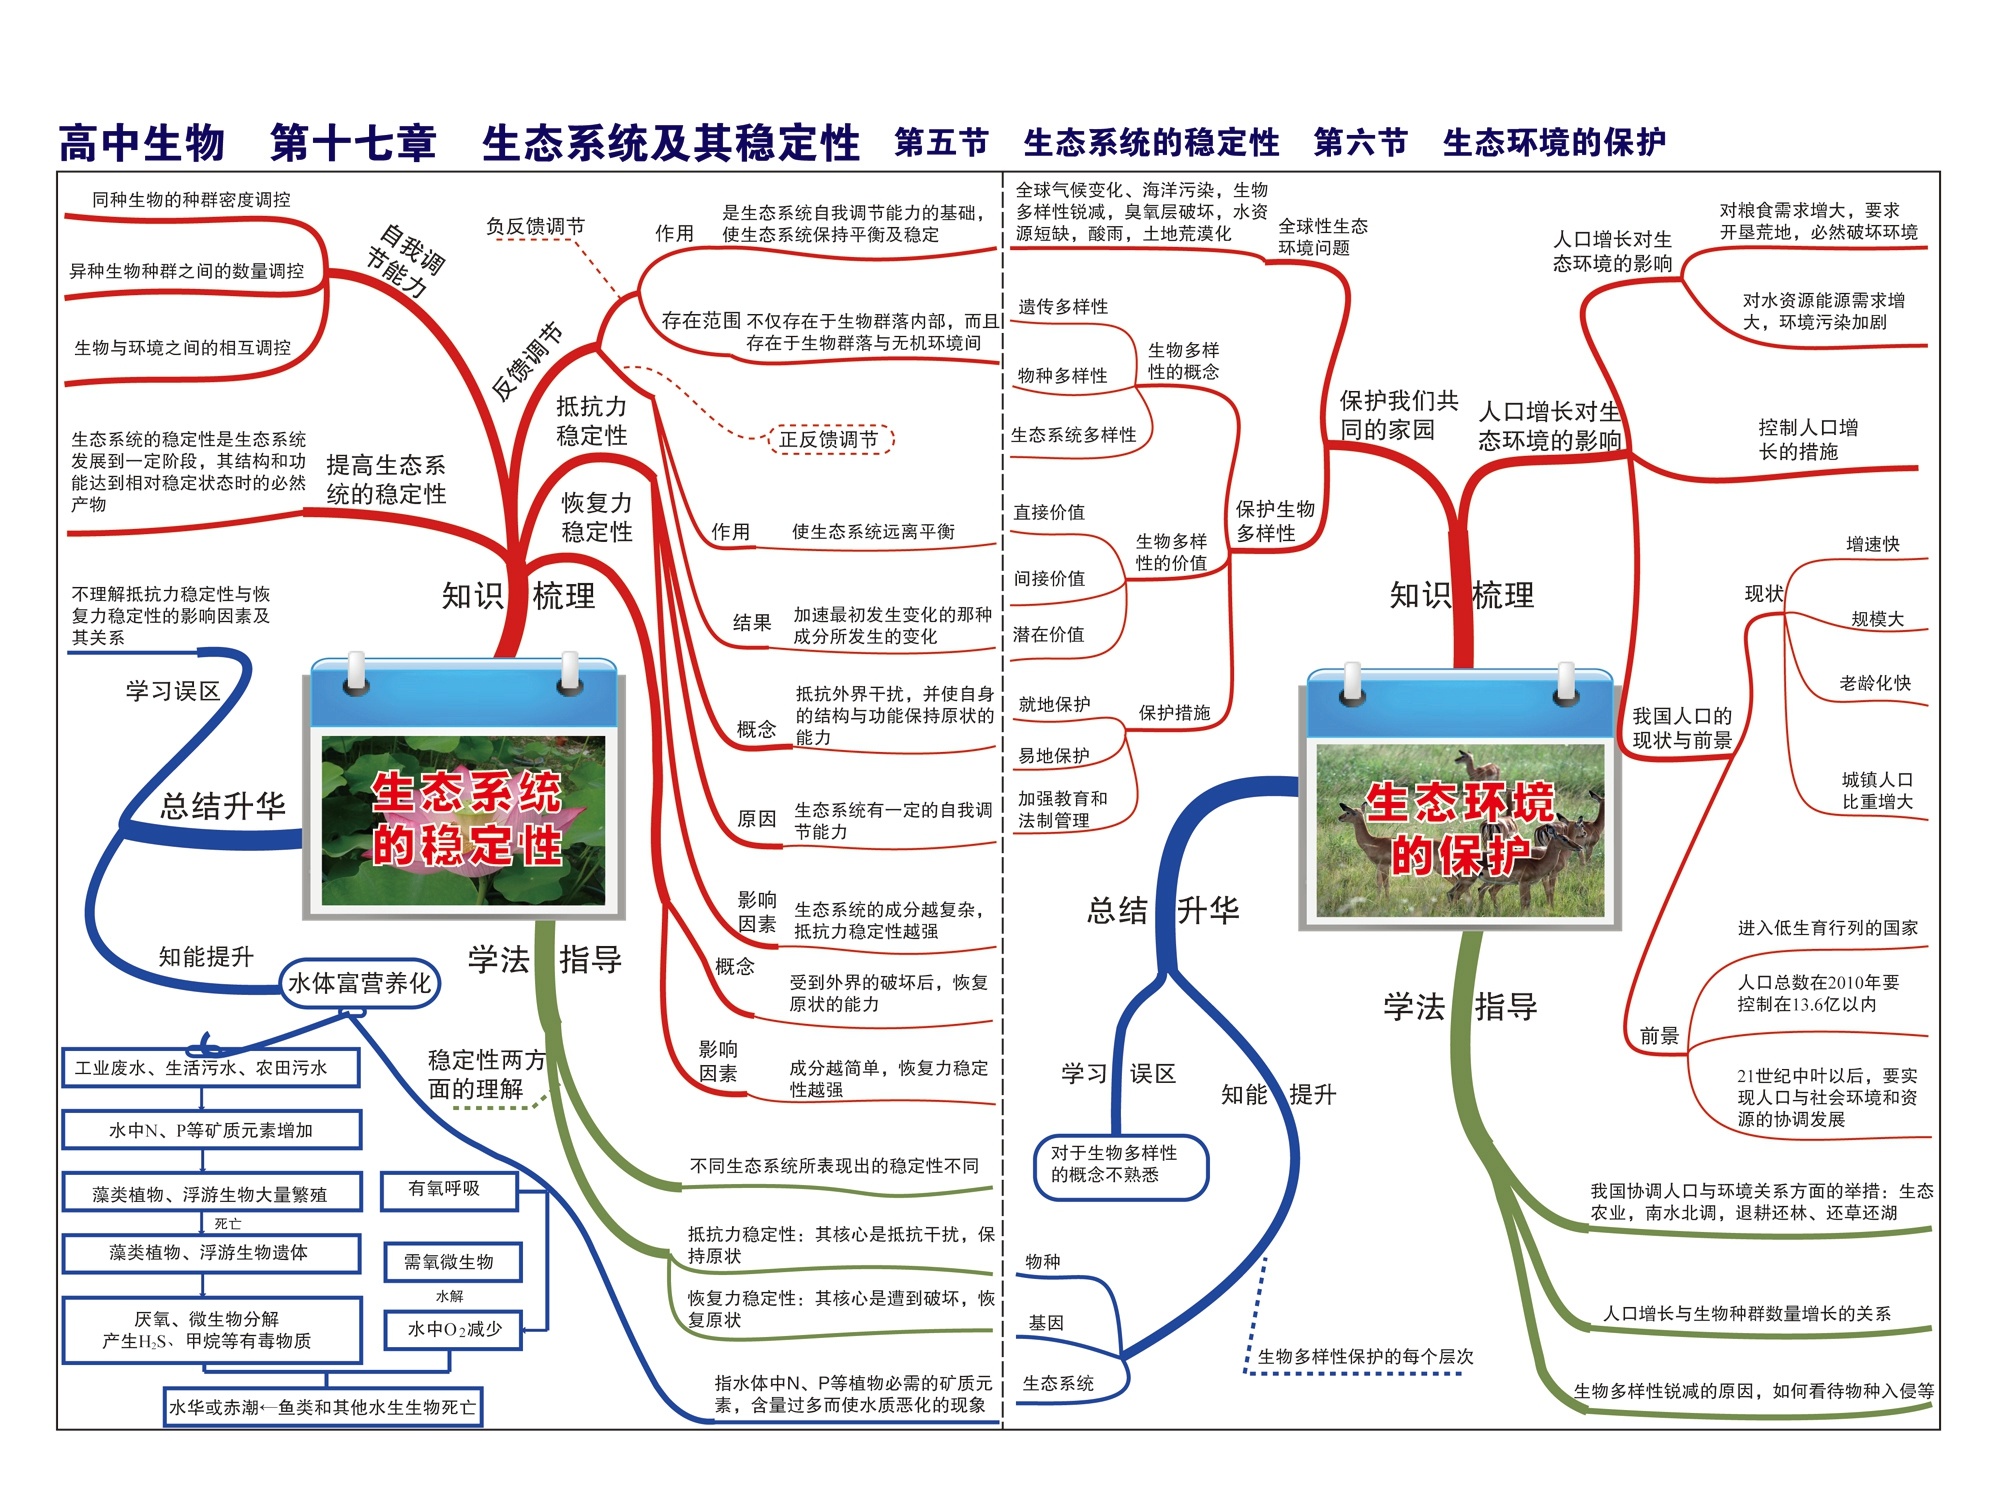 高中生物 第十七章 生态系统及其稳定性 第五节 生态系统的稳定性 第六节 生态环境的保护
同种生物的种群密度调控
异种生物种群之间的数量调控
生物与环境之间的相互调控
自我调
节能力
生态系统的稳定性是生态系统
发展到一定阶段，其结构和功
能达到相对稳定状态时的必然
产物
提高生态系
统的稳定性
负反馈调节
反馈调节
作用
是生态系统自我调节能力的基础，
使生态系统保持平衡及稳定
存在范围
不仅存在于生物群落内部，而且
存在于生物群落与无机环境间
正反馈调节
抵抗力
稳定性
恢复力
稳定性
作用
使生态系统远离平衡
结果
加速最初发生变化的那种
成分所发生的变化
概念
抵抗外界干扰，并使自身
的结构与功能保持原状的
能力
原因
生态系统有一定的自我调
节能力
影响
因素
生态系统的成分越复杂，
抵抗力稳定性越强
概念
受到外界的破坏后，恢复
原状的能力
影响
因素
成分越简单，恢复力稳定
性越强
知识 梳理
不理解抵抗力稳定性与恢
复力稳定性的影响因素及
其关系
学习误区
总结升华
生态系统
的稳定性
知能提升
水体富营养化
学法 指导
稳定性两方
面的理解
不同生态系统所表现出的稳定性不同
抵抗力稳定性：其核心是抵抗干扰，保
持原状
恢复力稳定性：其核心是遭到破坏，恢
复原状
指水体中N、P等植物必需的矿质元
素，含量过多而使水质恶化的现象
工业废水、生活污水、农田污水
水中N、P等矿质元素增加
藻类植物、浮游生物大量繁殖
死亡
藻类植物、浮游生物遗体
厌氧、微生物分解
产生H₂S、甲烷等有毒物质
有氧呼吸
需氧微生物
水解
水中O₂减少
水华或赤潮←鱼类和其他水生生物死亡
全球气候变化、海洋污染，生物
多样性锐减，臭氧层破坏，水资
源短缺，酸雨，土地荒漠化
全球性生态
环境问题
遗传多样性
物种多样性
生态系统多样性
生物多样
性的概念
直接价值
间接价值
潜在价值
生物多样
性的价值
保护生物
多样性
就地保护
易地保护
加强教育和
法制管理
保护措施
保护我们共
同的家园
人口增长对生
态环境的影响
人口增长对生
态环境的影响
对粮食需求增大，要求
开垦荒地，必然破坏环境
对水资源能源需求增
大，环境污染加剧
控制人口增
长的措施
知识 梳理
现状
增速快
规模大
老龄化快
城镇人口
比重增大
我国人口的
现状与前景
生态环境
的保护
前景
进入低生育行列的国家
人口总数在2010年要
控制在13.6亿以内
21世纪中叶以后，要实
现人口与社会环境和资
源的协调发展
总结 升华
学习 误区
对于生物多样性
的概念不熟悉
知能 提升
物种
基因
生态系统
生物多样性保护的每个层次
学法 指导
我国协调人口与环境关系方面的举措：生态
农业，南水北调，退耕还林、还草还湖
人口增长与生物种群数量增长的关系
生物多样性锐减的原因，如何看待物种入侵等